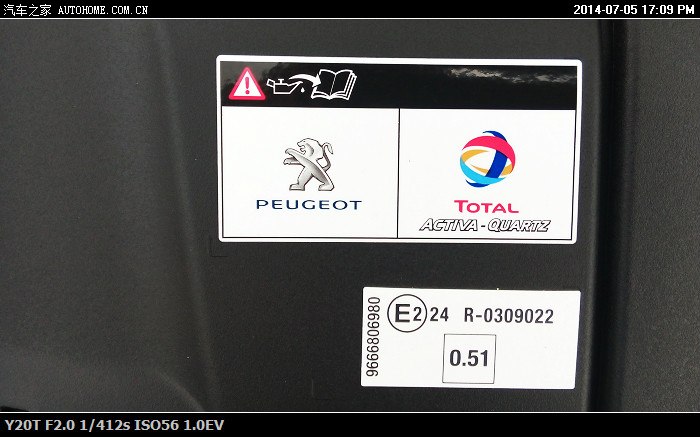 汽车之家 AUTOHOME.COM.CN
2014-07-05 17:09 PM
PEUGEOT
TOTAL
ACTIVA-QUARTZ
9666806980
E2 24 R-0309022
0.51
Y20T F2.0 1/412s ISO56 1.0EV